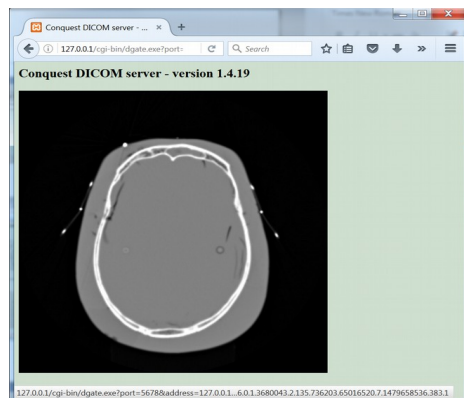 Conquest DICOM server - ... × +
127.0.0.1/cgi-bin/dgate.exe?port= Search
Conquest DICOM server - version 1.4.19
127.0.0.1/cgi-bin/dgate.exe?port=5678&address=127.0.0.1...6.0.1.3680043.2.135.736203.65016520.7.1479658536.383.1